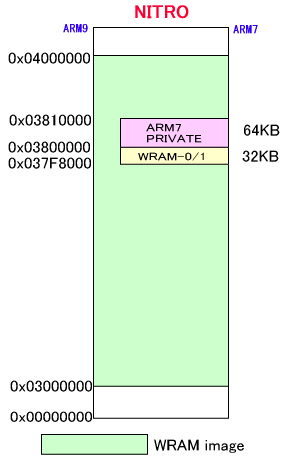 NITRO
ARM9
ARM7
0x04000000
0x03810000
ARM7
PRIVATE
64KB
0x03800000
WRAM-0/1
32KB
0x037F8000
0x03000000
0x00000000
WRAM image